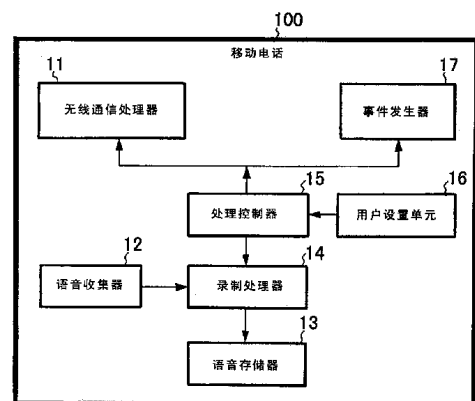 100
移动电话
11
无线通信处理器
17
事件发生器
15
处理控制器
16
用户设置单元
12
语音收集器
14
录制处理器
13
语音存储器